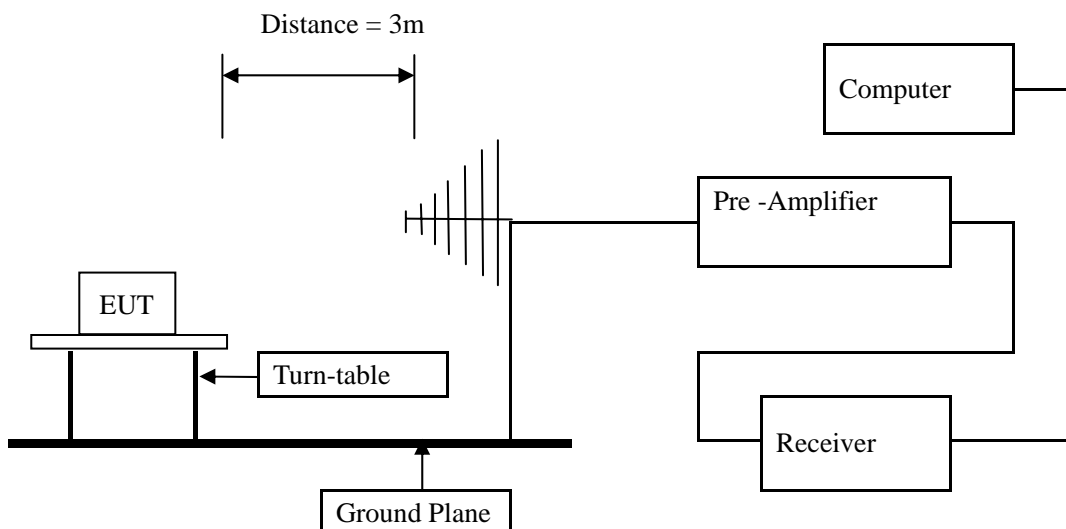 Distance = 3m
Computer
Pre -Amplifier
EUT
Turn-table
Receiver
Ground Plane